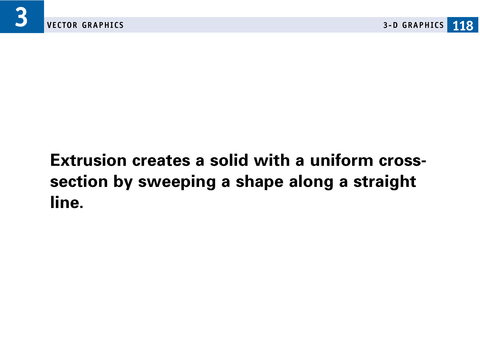 3
VECTOR GRAPHICS
3-D GRAPHICS 118
Extrusion creates a solid with a uniform cross-
section by sweeping a shape along a straight
line.